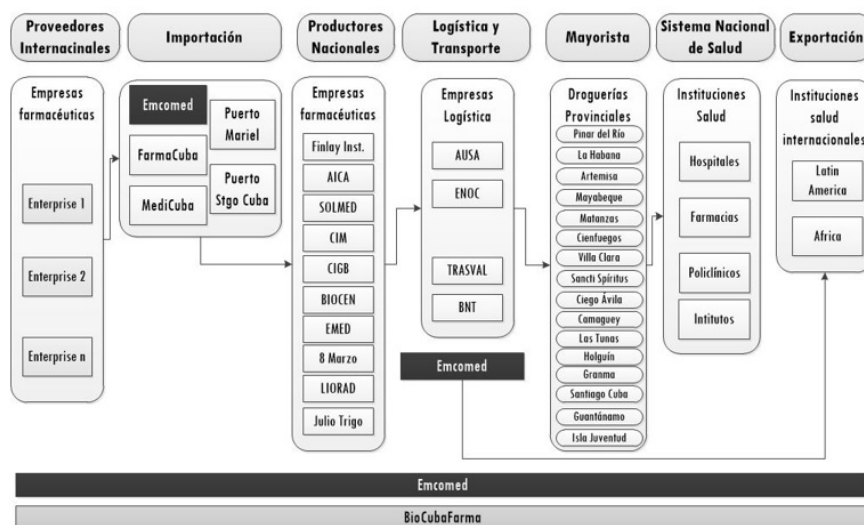 Proveedores
Internacinales
Importación
Productores
Nacionales
Logística y
Transporte
Mayorista
Sistema Nacional
de Salud
Exportación
Empresas
farmacéuticas
Enterprise 1
Enterprise 2
Enterprise n
Emcomed
FarmaCuba
MediCuba
Puerto
Mariel
Puerto
Stgo Cuba
Empresas
farmacéuticas
Finlay Inst.
AICA
SOLMED
CIM
CIGB
BIOCEN
EMED
8 Marzo
LIORAD
Julio Trigo
Empresas
Logística
AUSA
ENOC
TRASVAL
BNT
Emcomed
Droguerías
Provinciales
Pinar del Río
La Habana
Artemisa
Mayabeque
Matanzas
Cienfuegos
Villa Clara
Sancti Spíritus
Ciego Ávila
Camaguey
Las Tunas
Holguín
Granma
Santiago Cuba
Guantánamo
Isla Juventud
Instituciones
Salud
Hospitales
Farmacias
Policlínicos
Intitutos
Instituciones
salud
internacionales
Latin
America
Africa
Emcomed
BioCubaFarma